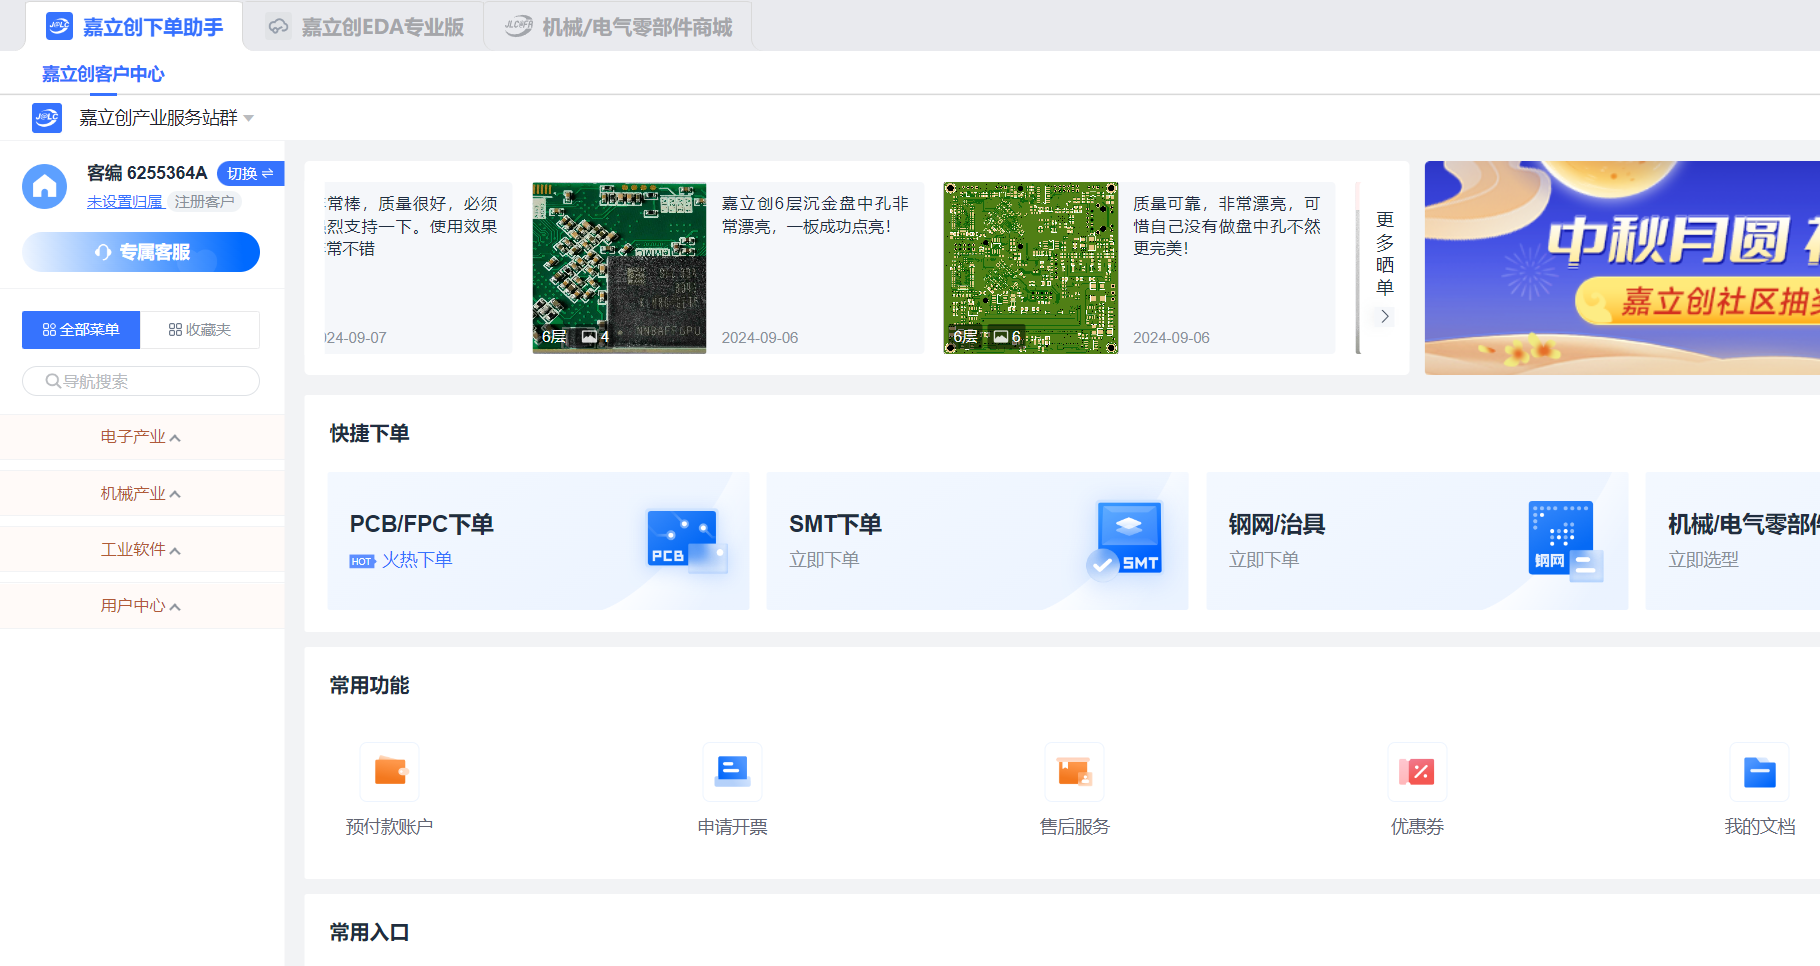 嘉立创下单助手
嘉立创EDA专业版
机械/电气零部件商城
嘉立创客户中心
嘉立创产业服务站群
客编 6255364A
切换
未设置归属
注册客户
专属客服
全部菜单
收藏夹
导航搜索
电子产业
机械产业
工业软件
用户中心
常棒，质量很好，必须
烈支持一下。使用效果
常不错
24-09-07
6层
4
嘉立创6层沉金盘中孔非
常漂亮，一板成功点亮！
2024-09-06
6层
6
质量可靠，非常漂亮，可
惜自己没有做盘中孔不然
更完美！
2024-09-06
更多晒单
中秋月圆
嘉立创社区抽奖
快捷下单
PCB/FPC下单
HOT 火热下单
PCB
SMT下单
立即下单
SMT
钢网/治具
立即下单
钢网
机械/电气零部件
立即选型
常用功能
预付款账户
申请开票
售后服务
优惠券
我的文档
常用入口